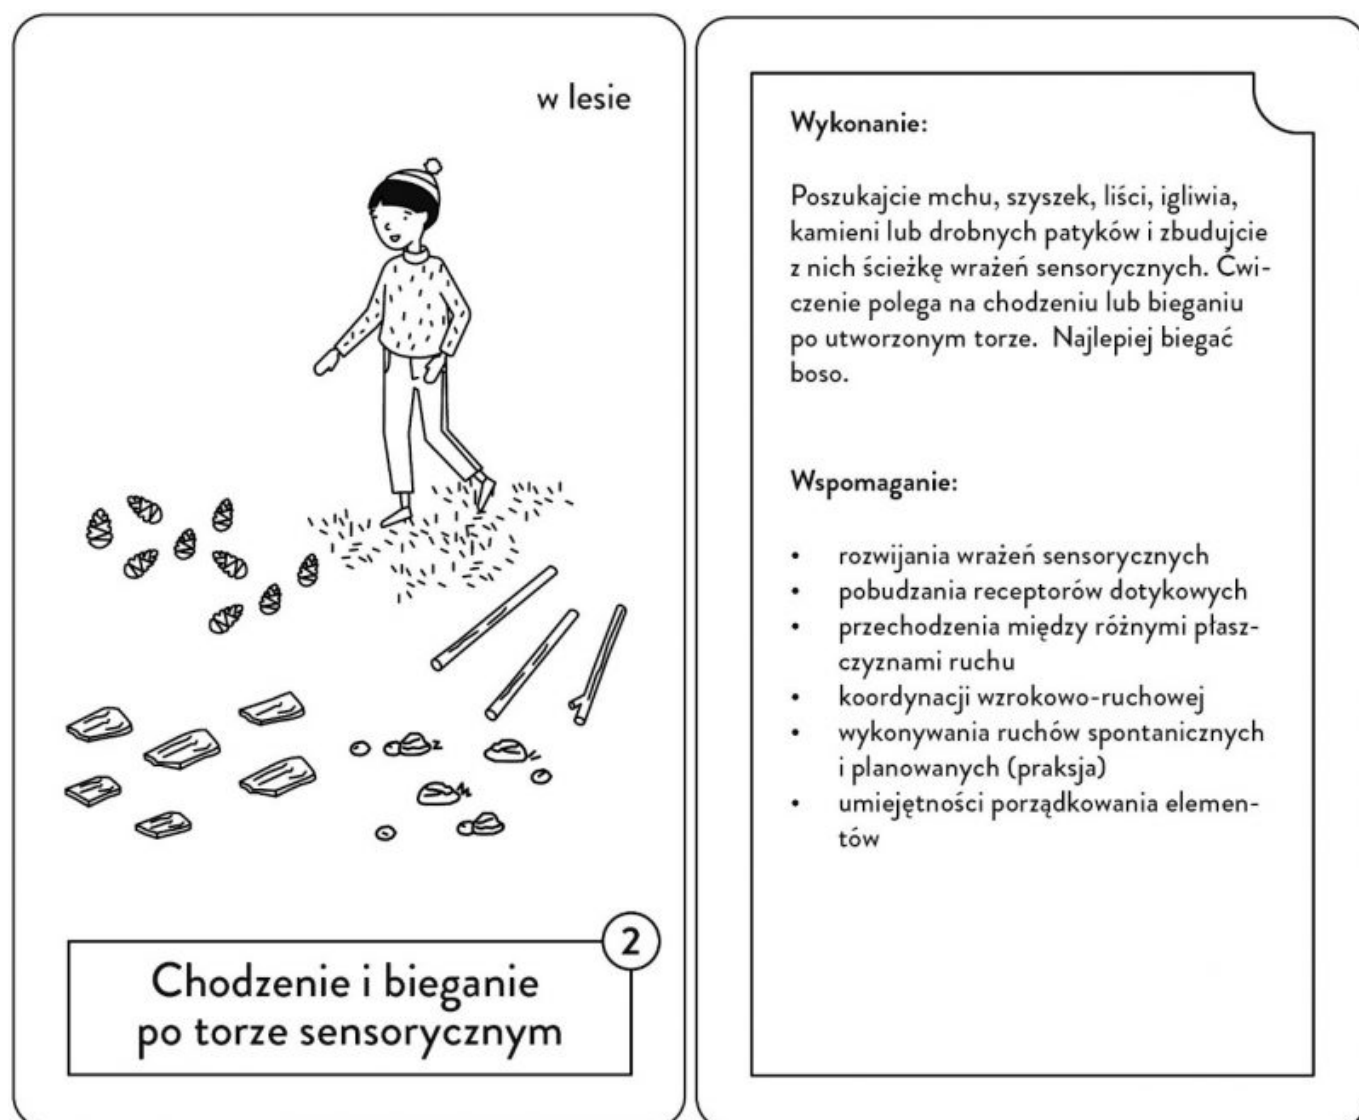 w lesie
2
Chodzenie i bieganie
po torze sensorycznym
Wykonanie:
Poszukajcie mchu, szyszek, liści, igliwia,
kamieni lub drobnych patyków i zbudujcie
z nich ścieżkę wrażeń sensorycznych. Ćwi-
czenie polega na chodzeniu lub bieganiu
po utworzonym torze. Najlepiej biegać
boso.
Wspomaganie:
• rozwijania wrażeń sensorycznych
• pobudzania receptorów dotykowych
• przechodzenia między różnymi płasz-
czyznami ruchu
• koordynacji wzrokowo-ruchowej
• wykonywania ruchów spontanicznych
i planowanych (praksja)
• umiejętności porządkowania elemen-
tów